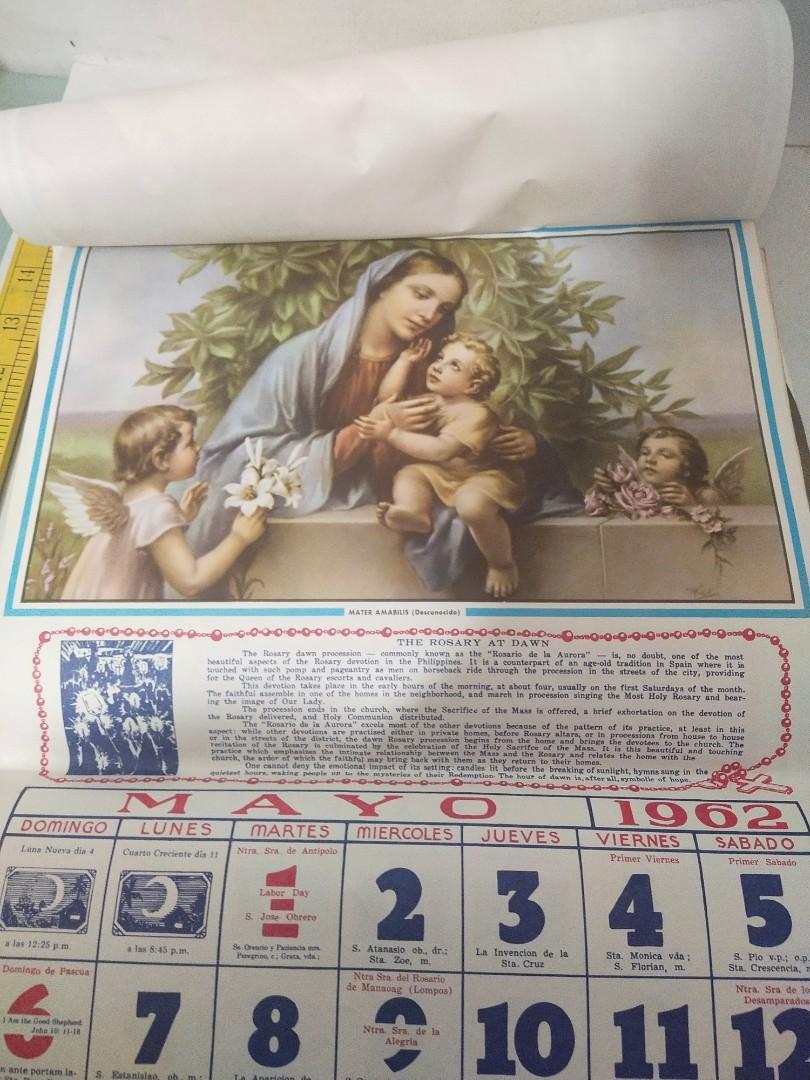 14
13
MATER AMABILIS (Desconocido)
THE ROSARY AT DAWN
The Rosary dawn procession — commonly known as the "Rosario de la Aurora" — is, no doubt, one of the most
beautiful aspects of the Rosary devotion in the Philippines. It is a counterpart of an age-old tradition in Spain where it is
touched with such pomp and pageantry as men on horseback ride through the procession in the streets of the city, providing
for the Queen of the Rosary escorts and cavaliers.
This devotion takes place in the early hours of the morning, at about four, usually on the first Saturdays of the month.
The faithful assemble in one of the homes in the neighborhood, and march in procession singing the Most Holy Rosary and bear-
ing the image of Our Lady.
The procession ends in the church, where the Sacrifice of the Mass is offered, a brief exhortation on the devotion of
the Rosary delivered, and Holy Communion distributed.
The "Rosario de la Aurora" excels most of the other devotions because of the pattern of its practice, at least in this
aspect: while other devotions are practised either in private homes, before Rosary altars, or in processions from house to house
or in the streets of the district, the dawn Rosary procession begins from the home and brings the devotees to the church. The
recitation of the Rosary is culminated by the celebration of the Holy Sacrifice of the Mass. It is this beautiful and touching
practice which emphasizes the intimate relationship between the Mass and the Rosary and relates the home with the
church, the ardor of which the faithful may bring back with them as they return to their homes.
One cannot deny the emotional impact of its setting: candles lit before the breaking of sunlight, hymns sung in the
quietest hours, waking people up to the mysteries of their Redemption. The hour of dawn is, after all, symbolic of hope.
MAYO 1962
DOMINGO LUNES MARTES MIERCOLES JUEVES VIERNES SABADO
Luna Nueva dia 4
a las 12:25 p.m.
Cuarto Creciente dia 11
a las 8:45 p.m.
Ntra. Sra. de Antipolo
1
Labor Day
S. Jose Obrero
Ss. Orencio y Paciencia mrs.
Peregrino, c; Grata, vda.;
2
S. Atanasio ob., dr.;
Sta. Zoe, m.
3
La Invencion de la
Sta. Cruz
Primer Viernes
4
Sta. Monica vda;
S. Florian, m.
Primer Sabado
5
S. Pio v.p.; o.p.
Sta. Crescencia,
Domingo de Pascua
6
I Am the Good Shepherd.
John 10: 11-16
n ante portam la-
7
S. Estanislao, ob. m.;
8
La Aparicion de
Ntra Sra. del Rosario
de Manaoag (Lompos)
9
Ntra. Sra. de la
Alegria
10
11
Ntra. Sra. de los
Desamparados
12